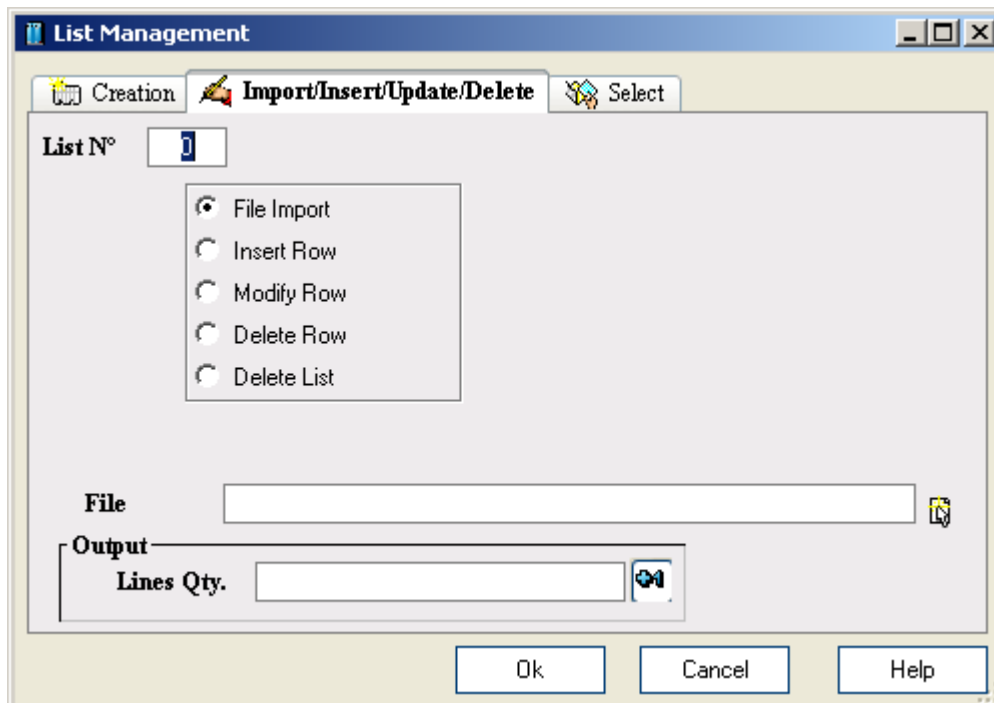 List Management
Creation Import/Insert/Update/Delete Select
List N° 0
File Import
Insert Row
Modify Row
Delete Row
Delete List
File
Output
Lines Qty.
Ok Cancel Help